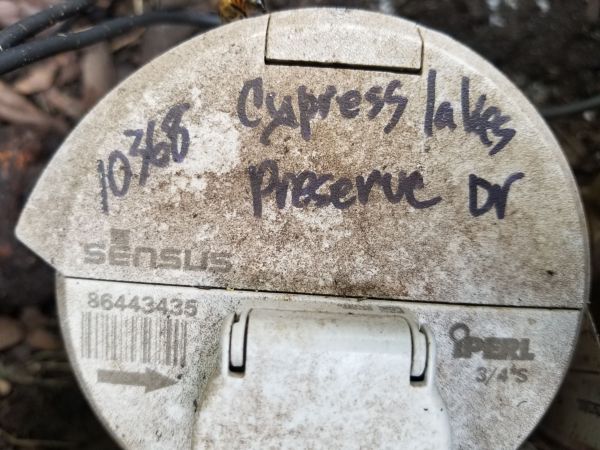 10368 Cypress lakes
Preserve Dr
SENSUS
86443435
iPERL
3/4"S